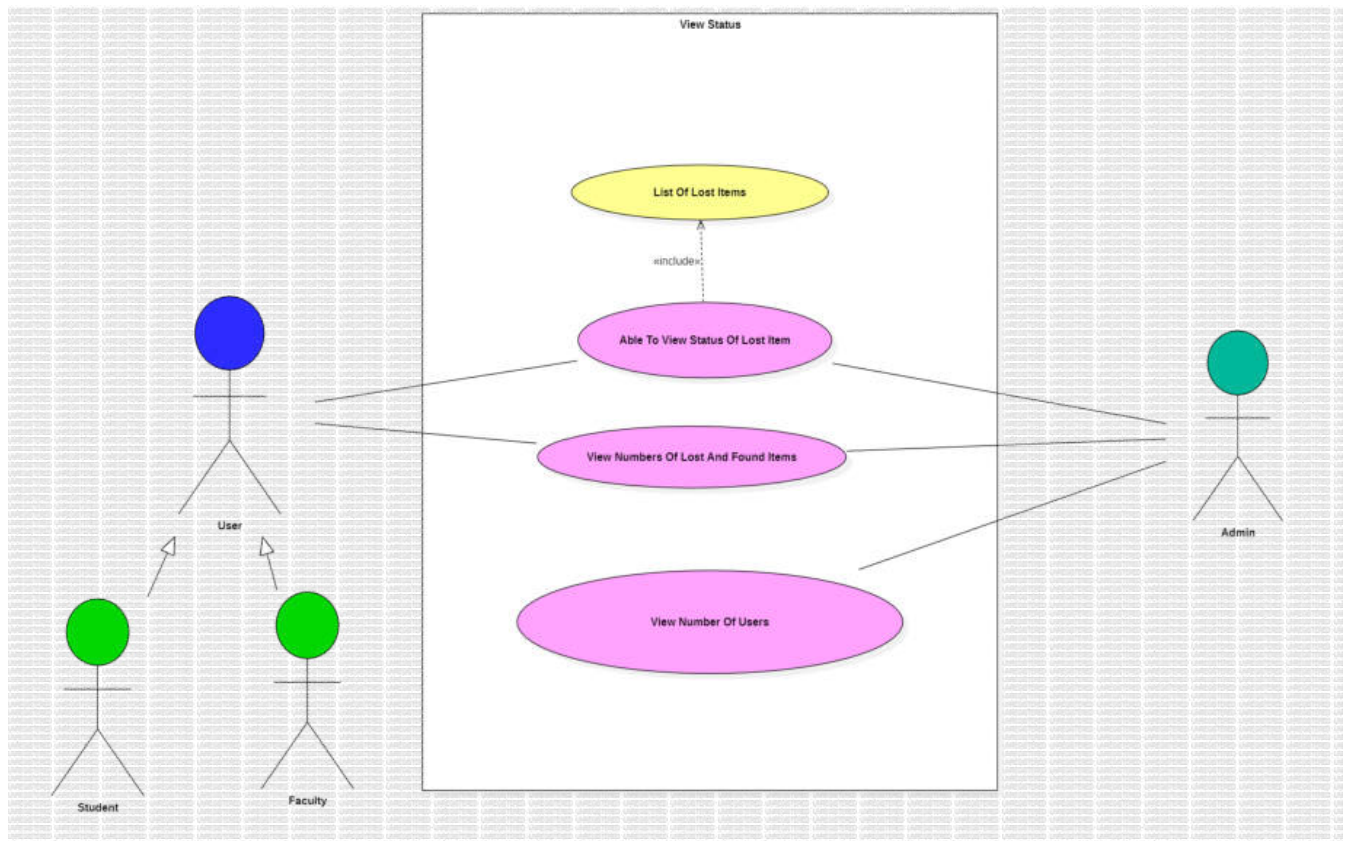 View Status
List Of Lost Items
«include»
Able To View Status Of Lost Item
View Numbers Of Lost And Found Items
View Number Of Users
User
Admin
Student
Faculty